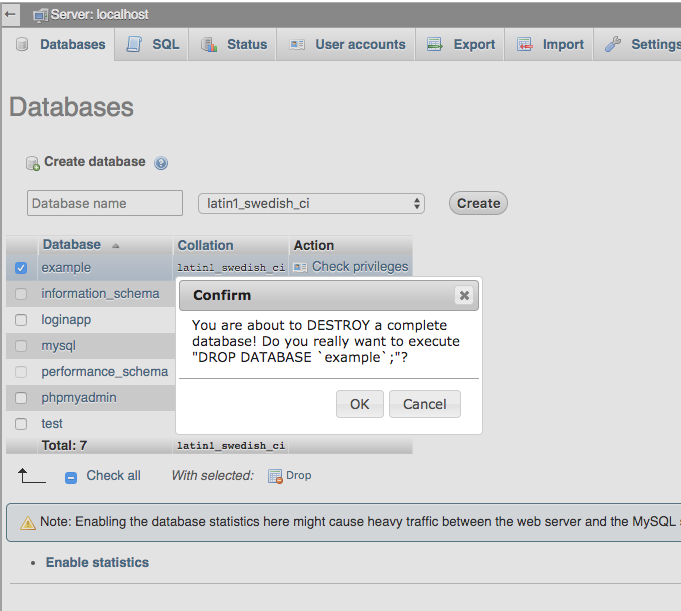 Server: localhost
Databases SQL Status User accounts Export Import Settings
Databases
Create database
Database name latin1_swedish_ci Create
Database Collation Action
example latin1_swedish_ci Check privileges
information_schema
loginapp
mysql
performance_schema
phpmyadmin
test
Total: 7 latin1_swedish_ci
Confirm
You are about to DESTROY a complete
database! Do you really want to execute
"DROP DATABASE `example`;"?
OK Cancel
Check all With selected: Drop
Note: Enabling the database statistics here might cause heavy traffic between the web server and the MySQL
Enable statistics